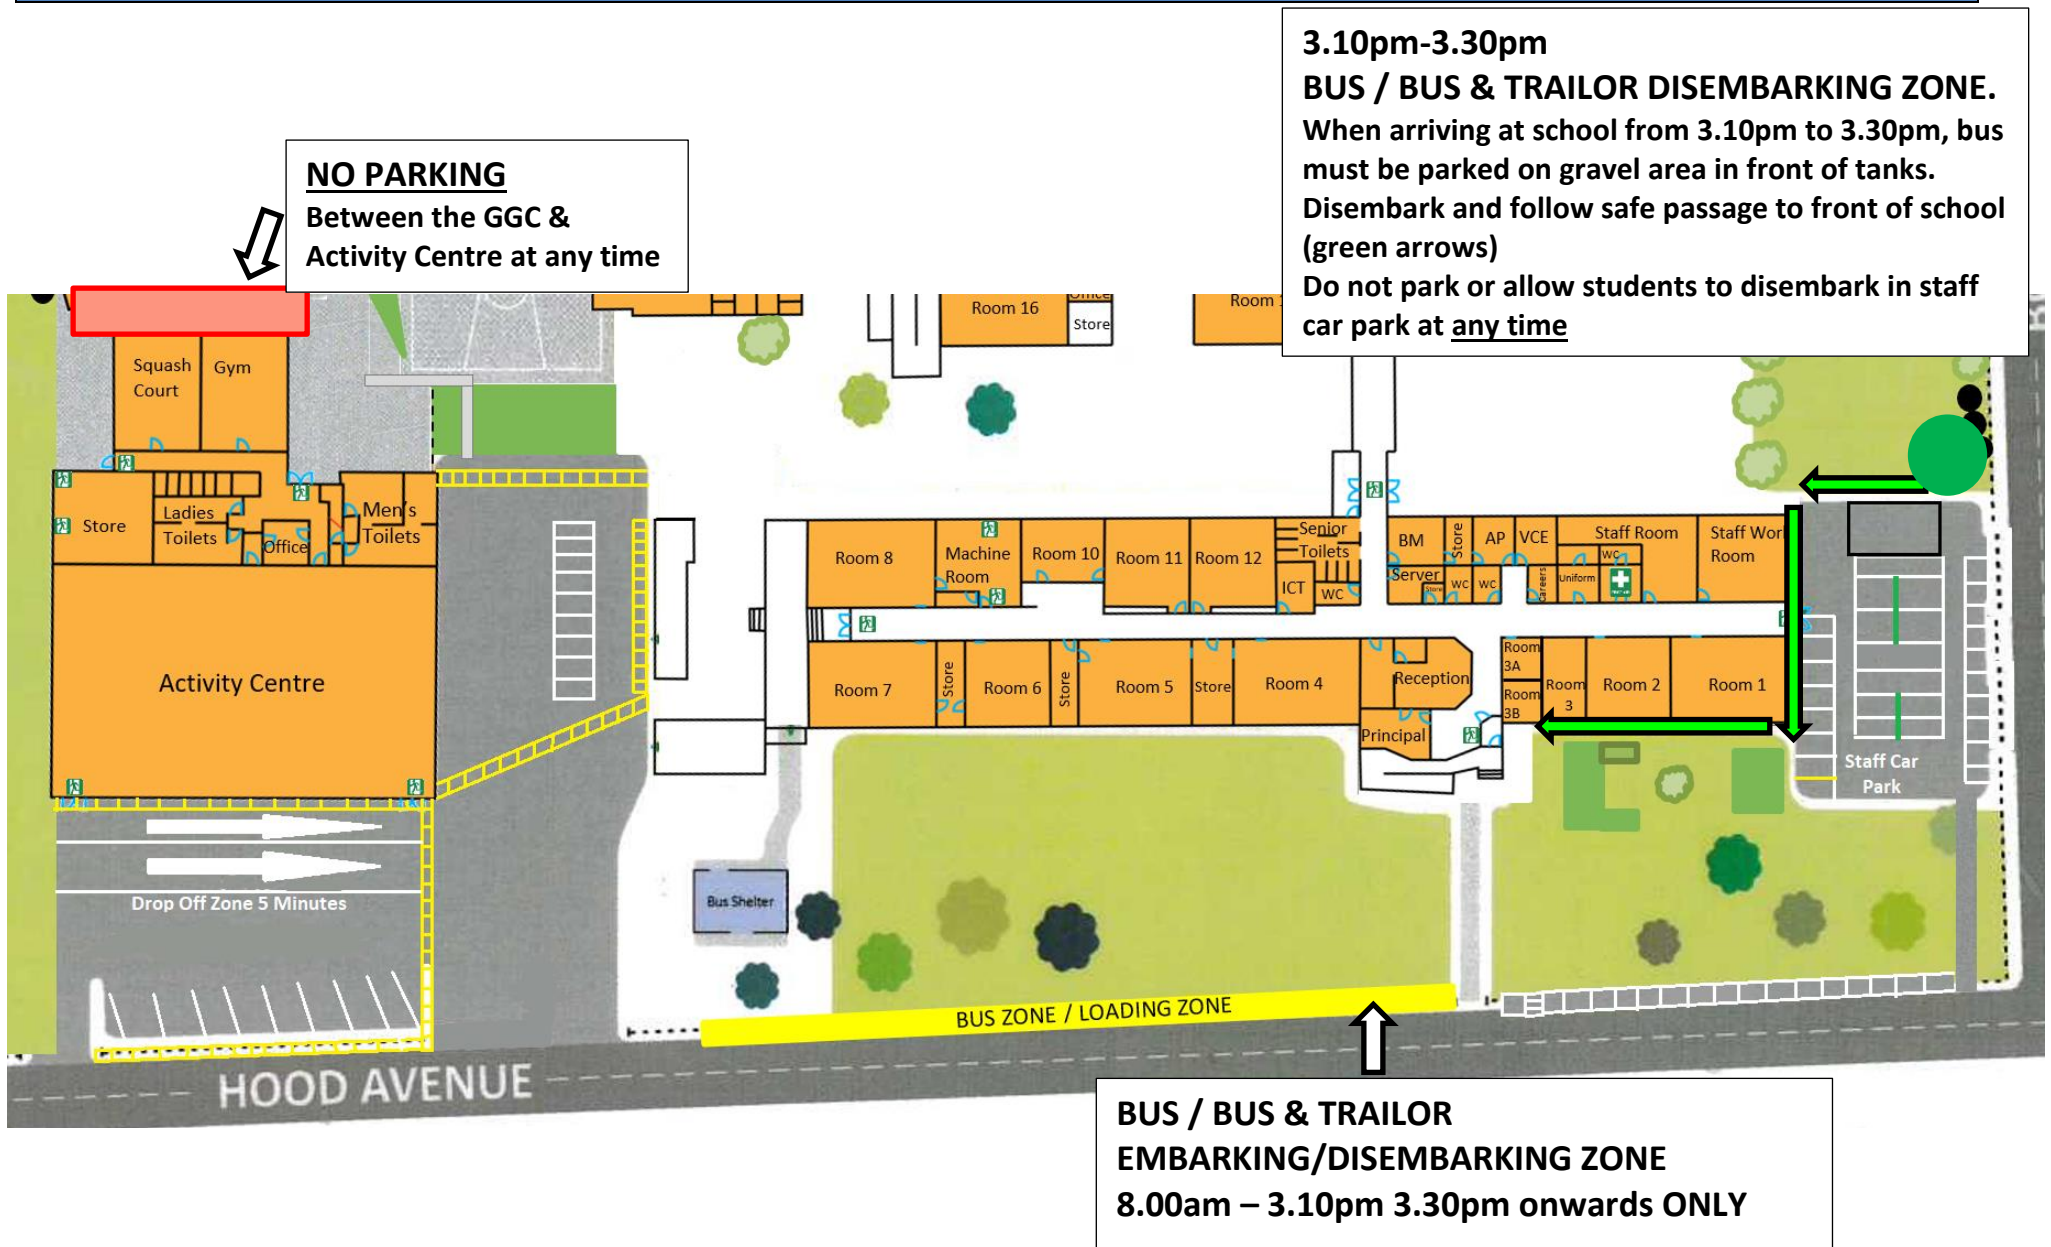 3.10pm-3.30pm
BUS / BUS & TRAILOR DISEMBARKING ZONE.
When arriving at school from 3.10pm to 3.30pm, bus
must be parked on gravel area in front of tanks.
Disembark and follow safe passage to front of school
(green arrows)
Do not park or allow students to disembark in staff
car park at any time
NO PARKING
Between the GGC &
Activity Centre at any time
Room 16
Office
Store
Room
Squash
Court
Gym
Store
Ladies
Toilets
Office
Men's
Toilets
Activity Centre
Room 8
Machine
Room
Room 10
Room 11
Room 12
Senior
Toilets
ICT
WC
BM
Store
AP
VCE
Staff Room
WC
Staff Work
Room
Server
Store
WC
WC
Careers
Uniform
Room 7
Store
Room 6
Store
Room 5
Store
Room 4
Reception
Principal
Room
3A
Room
3B
Room
3
Room 2
Room 1
Staff Car
Park
Drop Off Zone 5 Minutes
Bus Shelter
BUS ZONE / LOADING ZONE
HOOD AVENUE
BUS / BUS & TRAILOR
EMBARKING/DISEMBARKING ZONE
8.00am – 3.10pm 3.30pm onwards ONLY